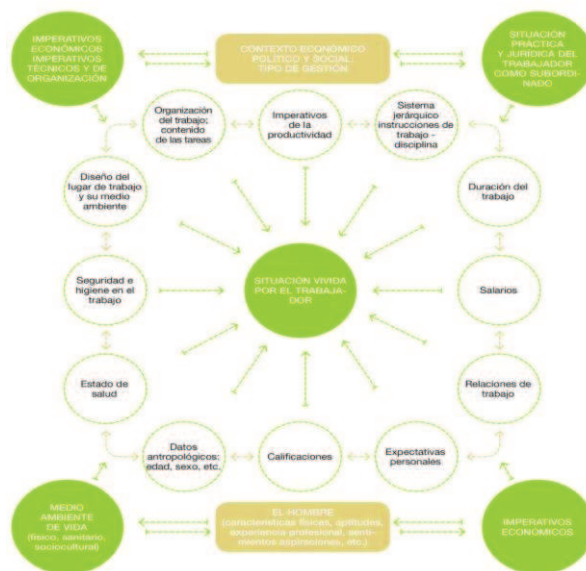 IMPERATIVOS
ECONÓMICOS
IMPERATIVOS
TÉCNICOS Y DE
ORGANIZACIÓN
CONTEXTO ECONÓMICO
POLÍTICO Y SOCIAL:
TIPO DE GESTIÓN
SITUACIÓN
PRÁCTICA
Y JURÍDICA DEL
TRABAJADOR
COMO SUBORDI-
NADO
Organización
del trabajo;
contenido
de las tareas
Imperativos
de la
productividad
Sistema
jerárquico
instrucciones
de trabajo -
disciplina
Diseño del
lugar de trabajo
y su medio
ambiente
Duración del
trabajo
Seguridad e
higiene en el
trabajo
SITUACIÓN VIVIDA
POR EL TRABAJA-
DOR
Salarios
Estado de
salud
Relaciones de
trabajo
Datos
antropológicos:
edad, sexo, etc.
Calificaciones
Expectativas
personales
MEDIO
AMBIENTE
DE VIDA
(físico, sanitario,
sociocultural)
EL HOMBRE
(características físicas, aptitudes,
experiencia profesional, senti-
mientos aspiraciones, etc.)
IMPERATIVOS
ECONÓMICOS